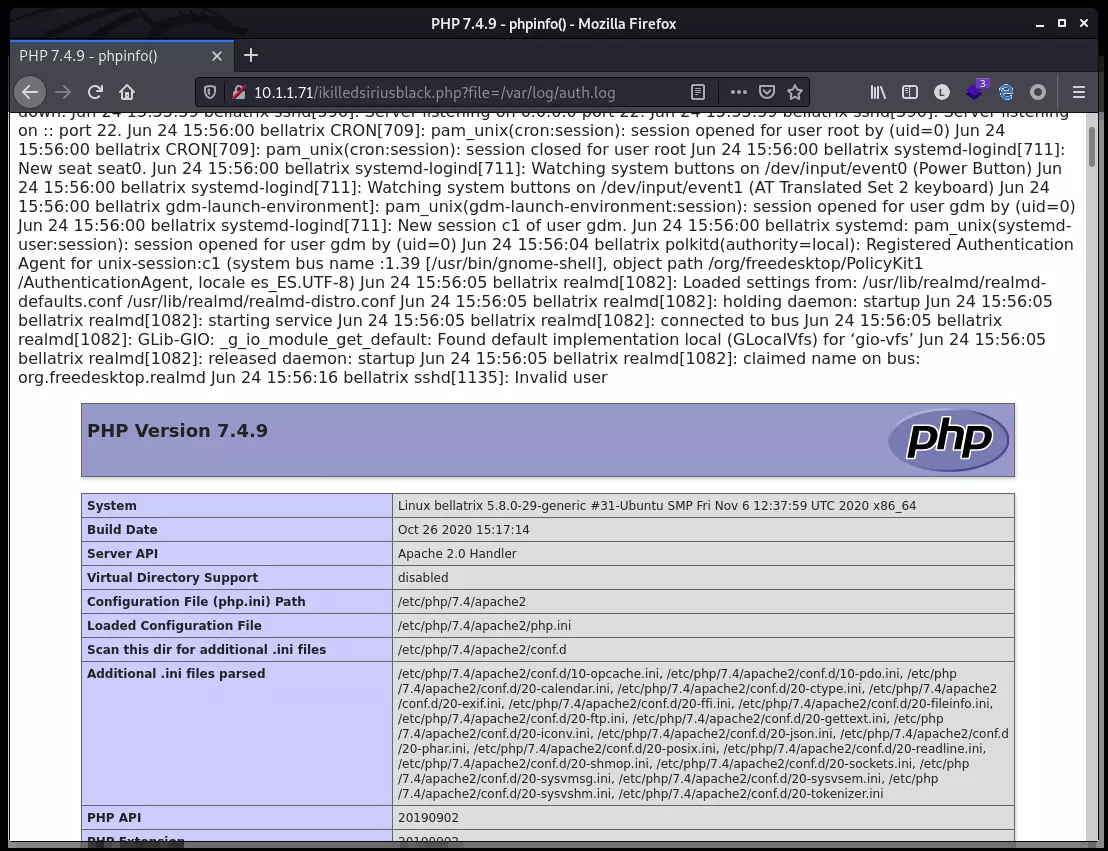 PHP 7.4.9 - phpinfo() - Mozilla Firefox
PHP 7.4.9 - phpinfo()
10.1.1.71/ikilledsiriusblack.php?file=/var/log/auth.log
L
3
down. Jun 24 15:55:59 bellatrix sshd[590]: Server listening on 0.0.0.0 port 22. Jun 24 15:55:59 bellatrix sshd[590]: Server listening
on :: port 22. Jun 24 15:56:00 bellatrix CRON[709]: pam_unix(cron:session): session opened for user root by (uid=0) Jun 24
15:56:00 bellatrix CRON[709]: pam_unix(cron:session): session closed for user root Jun 24 15:56:00 bellatrix systemd-logind[711]:
New seat seat0. Jun 24 15:56:00 bellatrix systemd-logind[711]: Watching system buttons on /dev/input/event0 (Power Button) Jun
24 15:56:00 bellatrix systemd-logind[711]: Watching system buttons on /dev/input/event1 (AT Translated Set 2 keyboard) Jun 24
15:56:00 bellatrix gdm-launch-environment]: pam_unix(gdm-launch-environment:session): session opened for user gdm by (uid=0)
Jun 24 15:56:00 bellatrix systemd-logind[711]: New session c1 of user gdm. Jun 24 15:56:00 bellatrix systemd: pam_unix(systemd-
user:session): session opened for user gdm by (uid=0) Jun 24 15:56:04 bellatrix polkitd(authority=local): Registered Authentication
Agent for unix-session:c1 (system bus name :1.39 [/usr/bin/gnome-shell], object path /org/freedesktop/PolicyKit1
/AuthenticationAgent, locale es_ES.UTF-8) Jun 24 15:56:05 bellatrix realmd[1082]: Loaded settings from: /usr/lib/realmd/realmd-
defaults.conf /usr/lib/realmd/realmd-distro.conf Jun 24 15:56:05 bellatrix realmd[1082]: holding daemon: startup Jun 24 15:56:05
bellatrix realmd[1082]: starting service Jun 24 15:56:05 bellatrix realmd[1082]: connected to bus Jun 24 15:56:05 bellatrix
realmd[1082]: GLib-GIO: _g_io_module_get_default: Found default implementation local (GLocalVfs) for ‘gio-vfs’ Jun 24 15:56:05
bellatrix realmd[1082]: released daemon: startup Jun 24 15:56:05 bellatrix realmd[1082]: claimed name on bus:
org.freedesktop.realmd Jun 24 15:56:16 bellatrix sshd[1135]: Invalid user
PHP Version 7.4.9
php
System Linux bellatrix 5.8.0-29-generic #31-Ubuntu SMP Fri Nov 6 12:37:59 UTC 2020 x86_64
Build Date Oct 26 2020 15:17:14
Server API Apache 2.0 Handler
Virtual Directory Support disabled
Configuration File (php.ini) Path /etc/php/7.4/apache2
Loaded Configuration File /etc/php/7.4/apache2/php.ini
Scan this dir for additional .ini files /etc/php/7.4/apache2/conf.d
Additional .ini files parsed /etc/php/7.4/apache2/conf.d/10-opcache.ini, /etc/php/7.4/apache2/conf.d/10-pdo.ini, /etc/php
/7.4/apache2/conf.d/20-calendar.ini, /etc/php/7.4/apache2/conf.d/20-ctype.ini, /etc/php/7.4/apache2
/conf.d/20-exif.ini, /etc/php/7.4/apache2/conf.d/20-ffi.ini, /etc/php/7.4/apache2/conf.d/20-fileinfo.ini,
/etc/php/7.4/apache2/conf.d/20-ftp.ini, /etc/php/7.4/apache2/conf.d/20-gettext.ini, /etc/php
/7.4/apache2/conf.d/20-iconv.ini, /etc/php/7.4/apache2/conf.d/20-json.ini, /etc/php/7.4/apache2/conf.d
/20-phar.ini, /etc/php/7.4/apache2/conf.d/20-posix.ini, /etc/php/7.4/apache2/conf.d/20-readline.ini,
/etc/php/7.4/apache2/conf.d/20-shmop.ini, /etc/php/7.4/apache2/conf.d/20-sockets.ini, /etc/php
/7.4/apache2/conf.d/20-sysvmsg.ini, /etc/php/7.4/apache2/conf.d/20-sysvsem.ini, /etc/php
/7.4/apache2/conf.d/20-sysvshm.ini, /etc/php/7.4/apache2/conf.d/20-tokenizer.ini
PHP API 20190902
PHP Extension 20190902